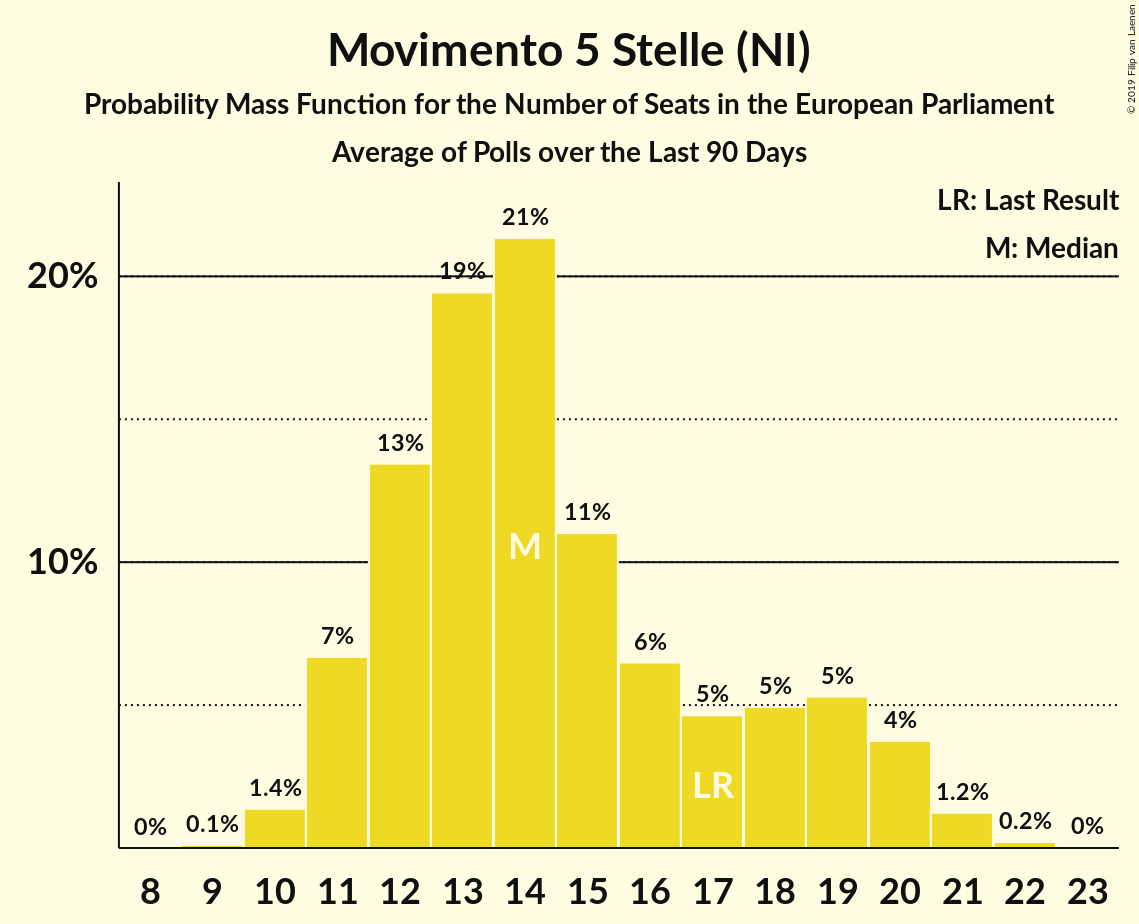 Movimento 5 Stelle (NI)
Probability Mass Function for the Number of Seats in the European Parliament
Average of Polls over the Last 90 Days
© 2019 Filip van Laenen
LR: Last Result
M: Median
20%
10%
0%
0.1%
1.4%
7%
13%
19%
21%
11%
6%
5%
5%
5%
4%
1.2%
0.2%
0%
M
LR
8 9 10 11 12 13 14 15 16 17 18 19 20 21 22 23